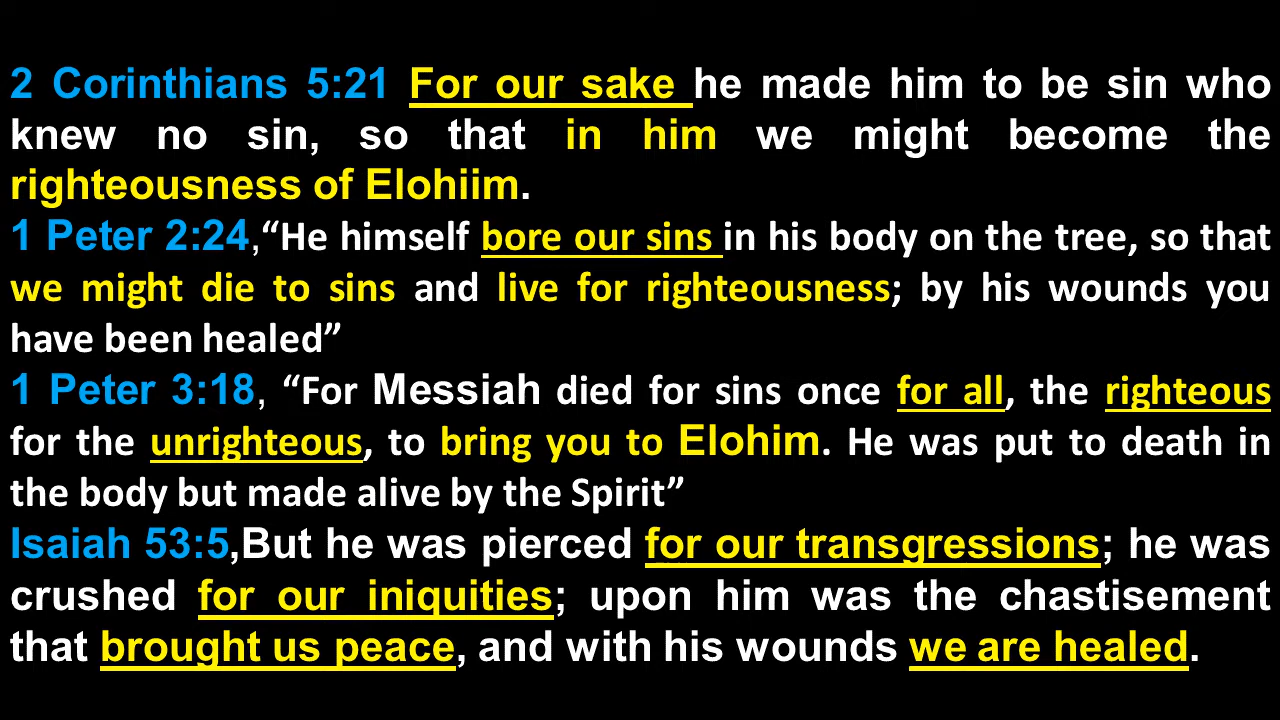 2 Corinthians 5:21 For our sake he made him to be sin who
knew no sin, so that in him we might become the
righteousness of Elohiim.
1 Peter 2:24,“He himself bore our sins in his body on the tree, so that
we might die to sins and live for righteousness; by his wounds you
have been healed”
1 Peter 3:18, “For Messiah died for sins once for all, the righteous
for the unrighteous, to bring you to Elohim. He was put to death in
the body but made alive by the Spirit”
Isaiah 53:5,But he was pierced for our transgressions; he was
crushed for our iniquities; upon him was the chastisement
that brought us peace, and with his wounds we are healed.